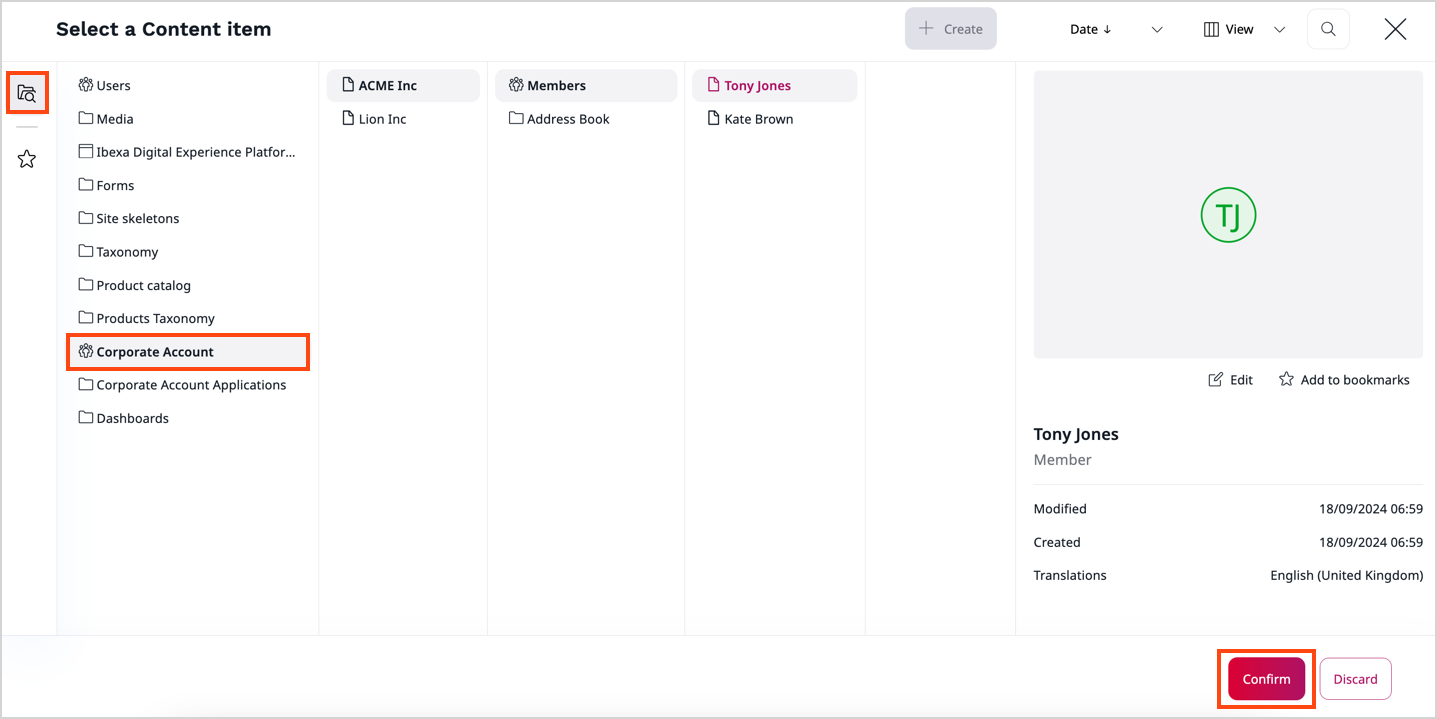 Select a Content item
Create
Date ↓
View
Users
Media
Ibexa Digital Experience Platfor...
Forms
Site skeletons
Taxonomy
Product catalog
Products Taxonomy
Corporate Account
Corporate Account Applications
Dashboards
ACME Inc
Lion Inc
Members
Address Book
Tony Jones
Kate Brown
TJ
Edit Add to bookmarks
Tony Jones
Member
Modified 18/09/2024 06:59
Created 18/09/2024 06:59
Translations English (United Kingdom)
Confirm Discard